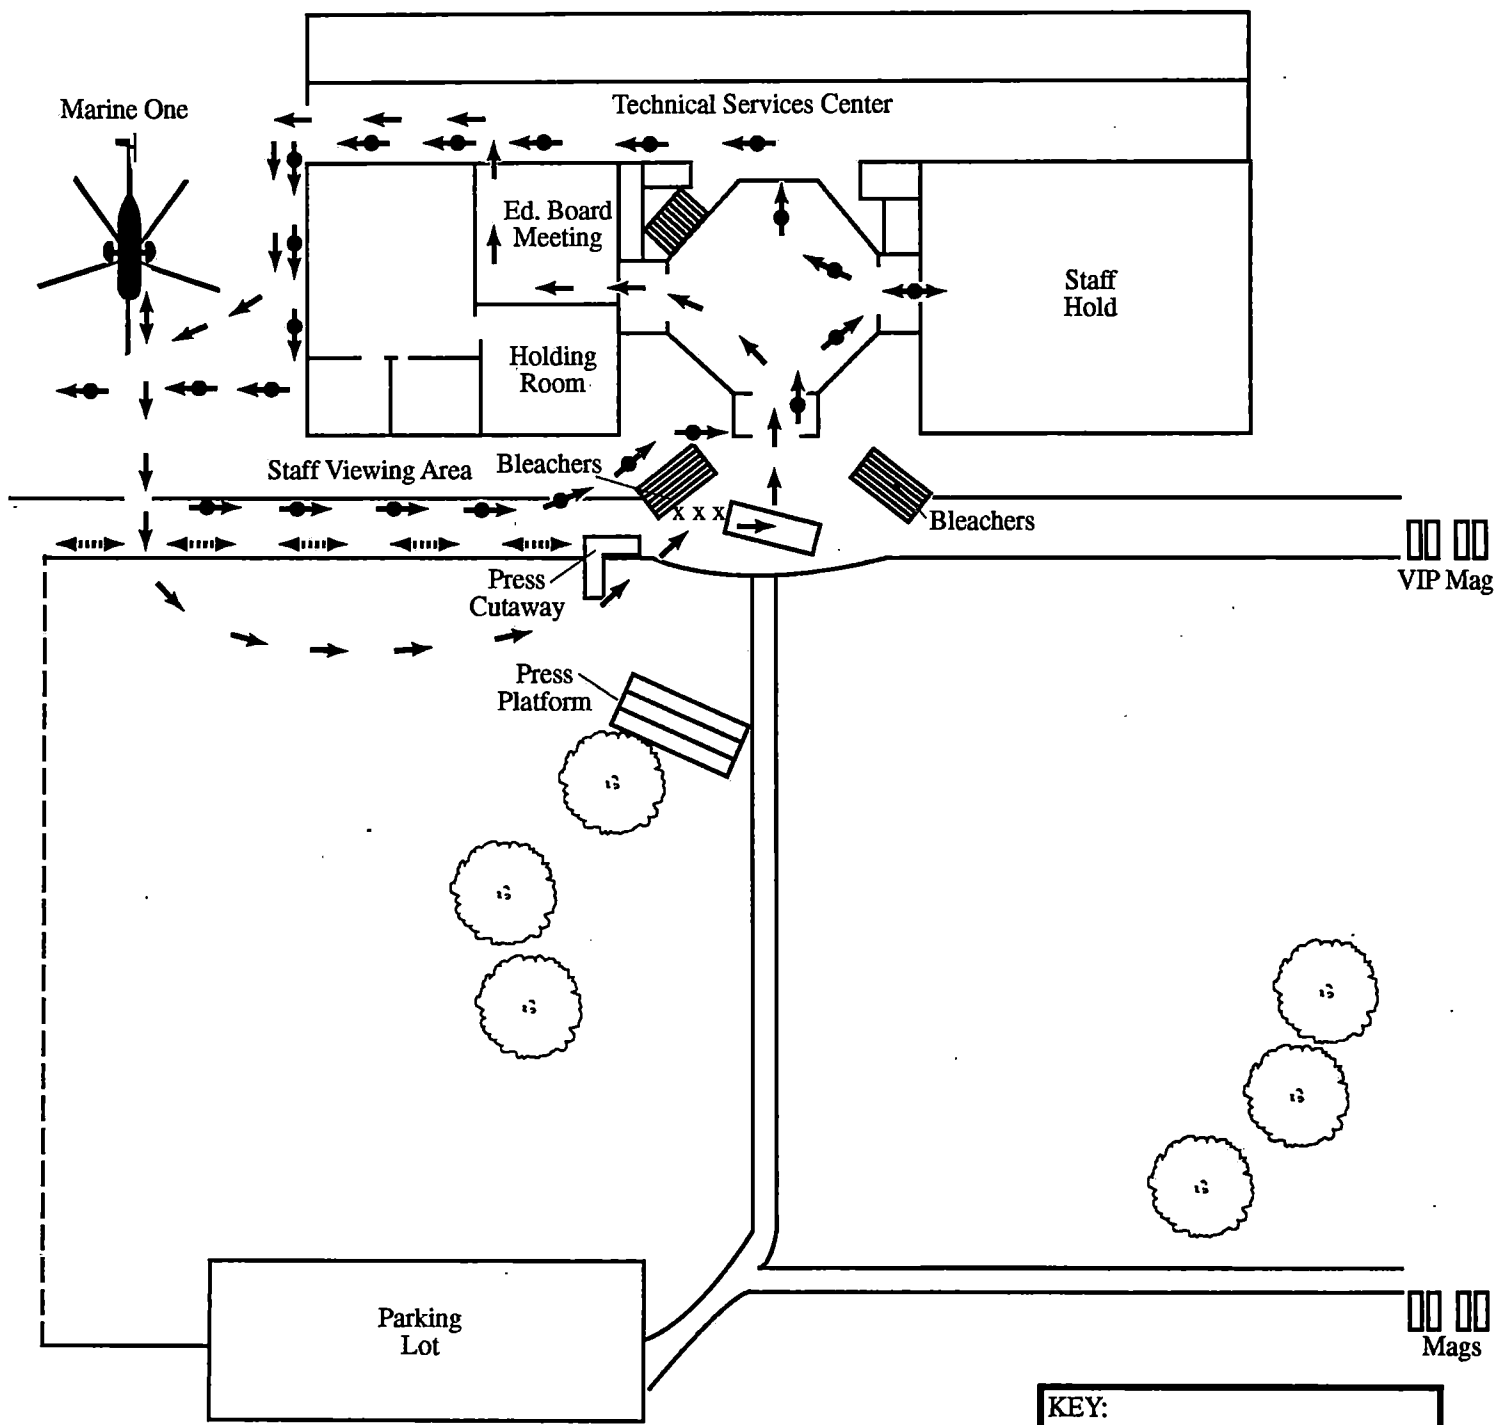 Technical Services Center
Marine One
Ed. Board
Meeting
Staff
Hold
Holding
Room
Staff Viewing Area
Bleachers
x x x
Bleachers
VIP Mag
Press
Cutaway
Press
Platform
Parking
Lot
Mags
KEY: